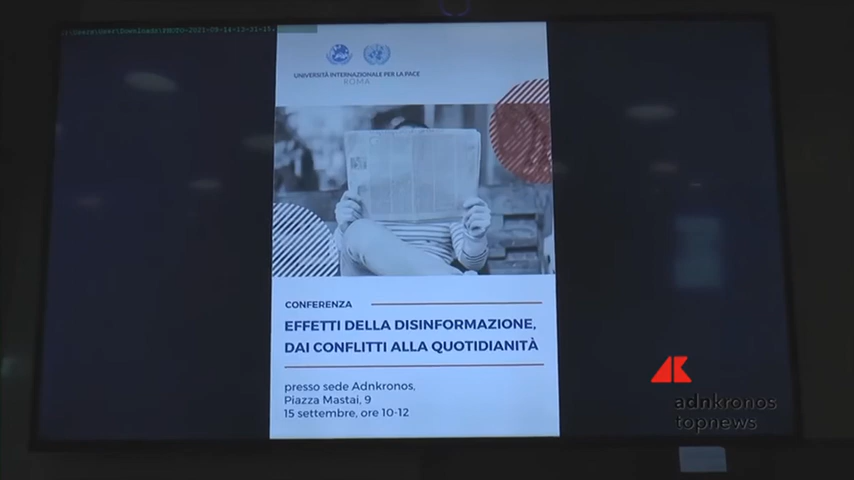 UNIVERSITÀ INTERNAZIONALE PER LA PACE
ROMA
CONFERENZA
EFFETTI DELLA DISINFORMAZIONE,
DAI CONFLITTI ALLA QUOTIDIANITÀ
presso sede Adnkronos,
Piazza Mastai, 9
15 settembre, ore 10-12
adnkronos
topnews